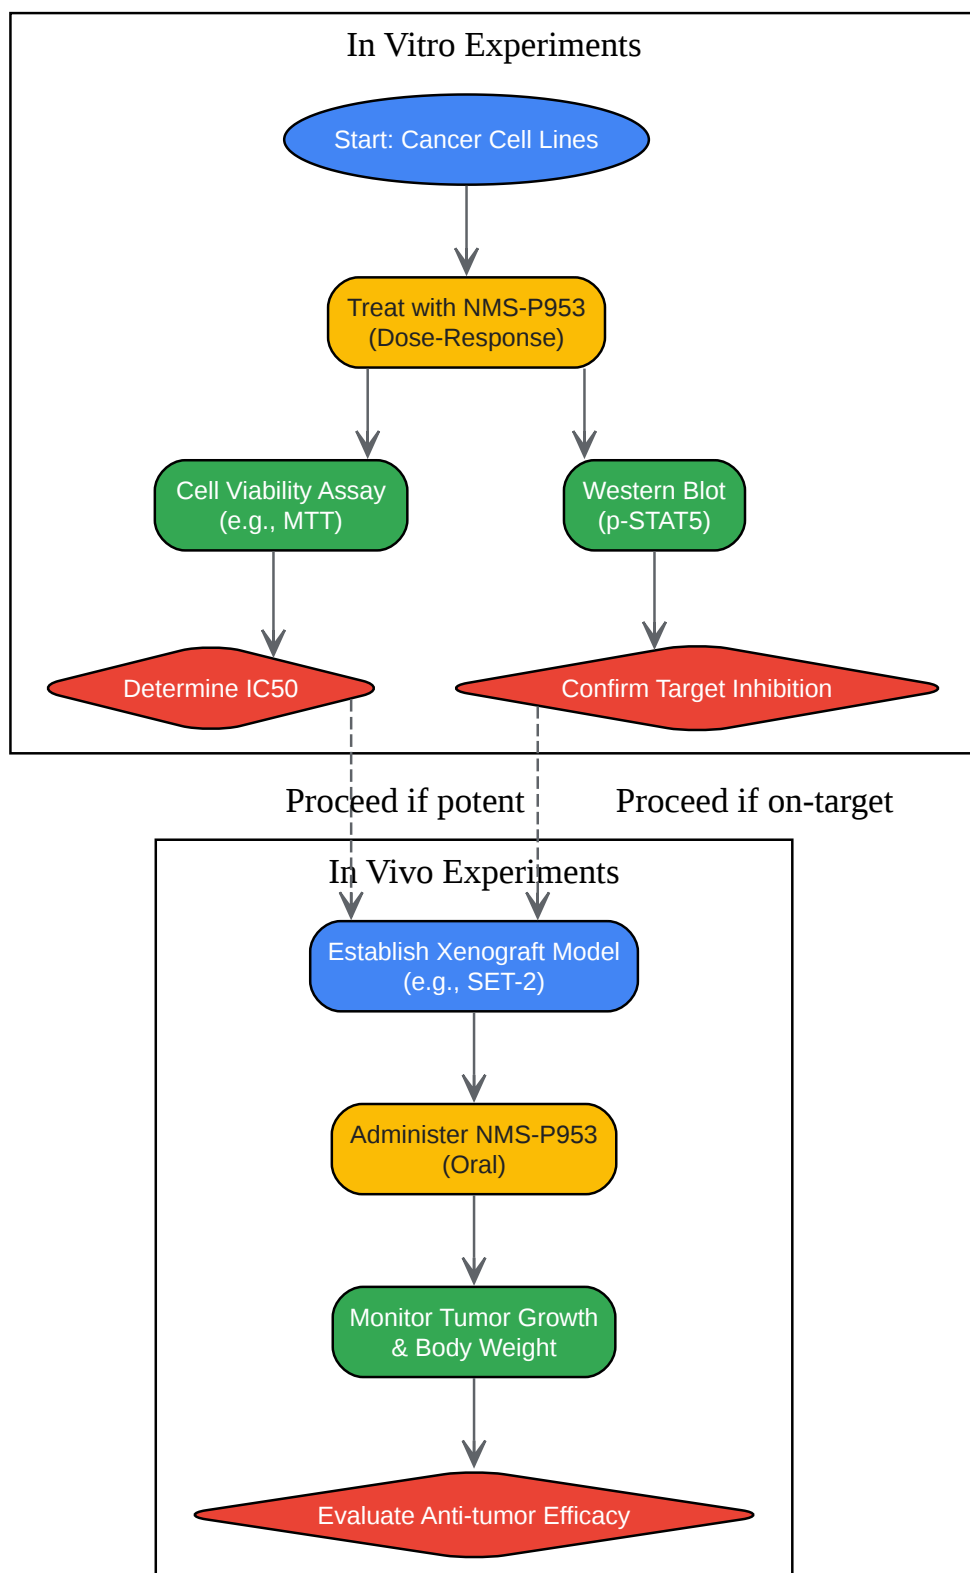 In Vitro Experiments
Start: Cancer Cell Lines
Treat with NMS-P953
(Dose-Response)
Cell Viability Assay
(e.g., MTT)
Western Blot
(p-STAT5)
Determine IC50
Confirm Target Inhibition
Proceed if potent
Proceed if on-target
In Vivo Experiments
Establish Xenograft Model
(e.g., SET-2)
Administer NMS-P953
(Oral)
Monitor Tumor Growth
& Body Weight
Evaluate Anti-tumor Efficacy